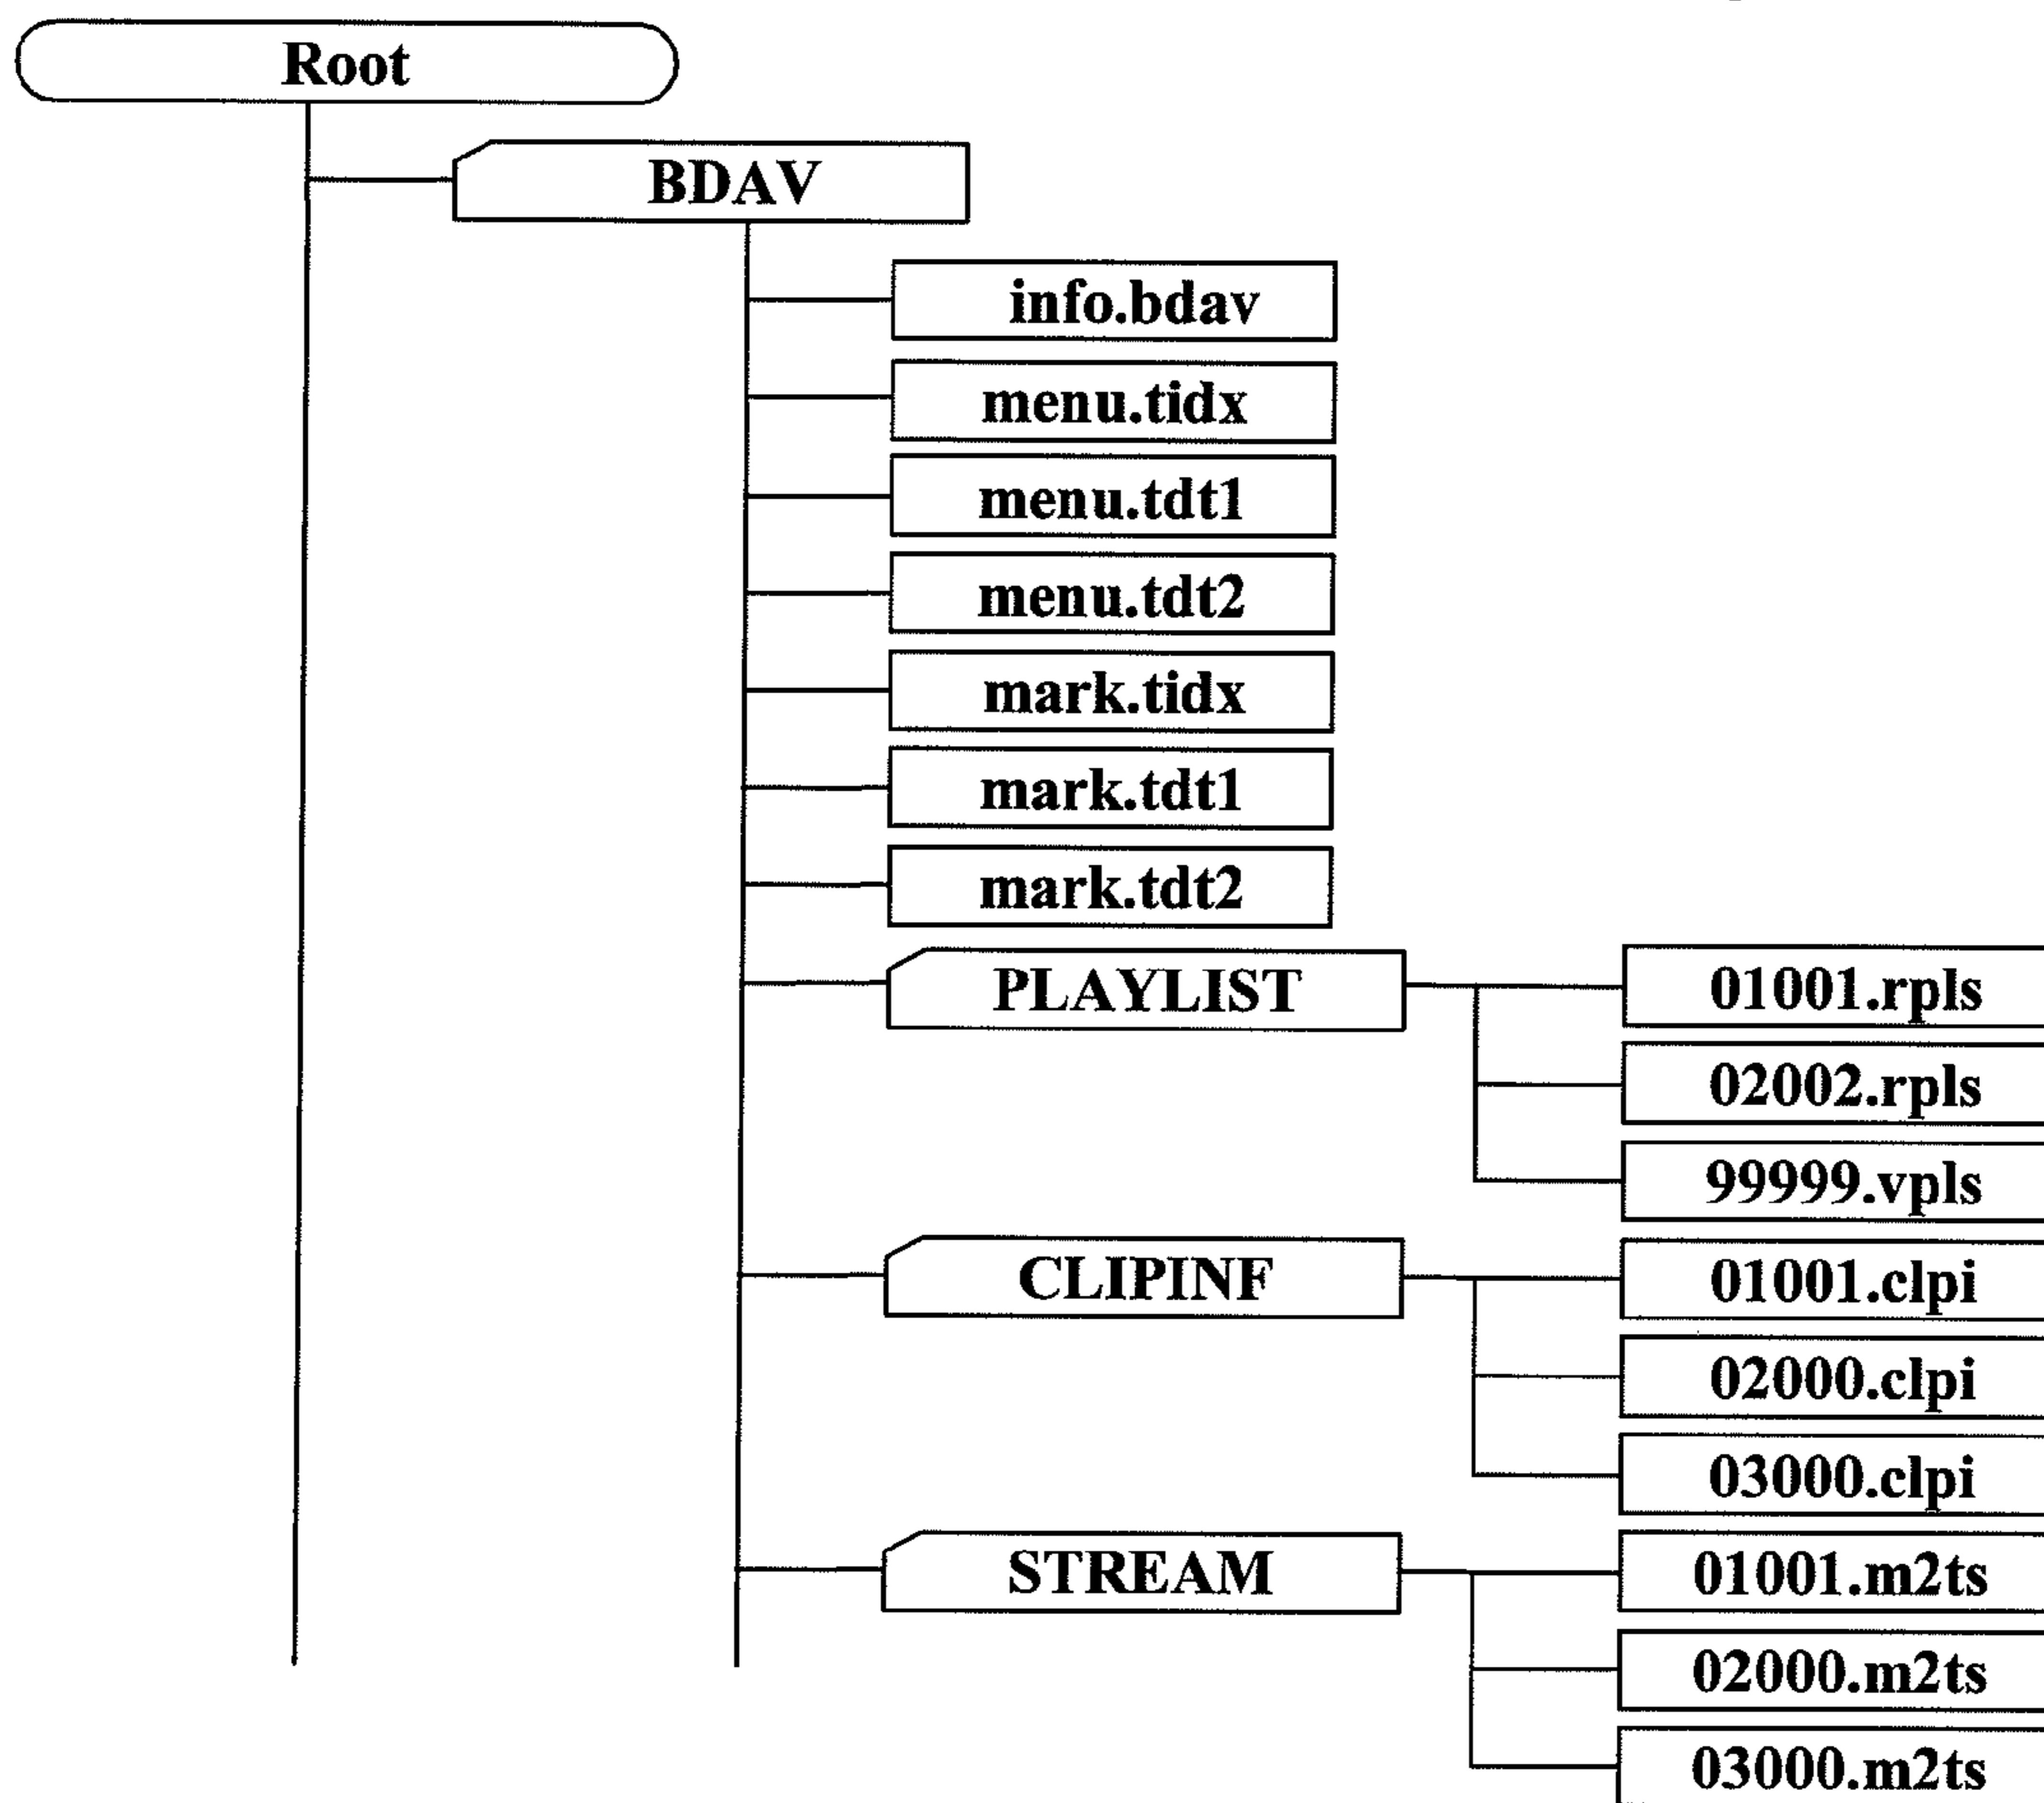 Root
BDAV
info.bdav
menu.tidx
menu.tdt1
menu.tdt2
mark.tidx
mark.tdt1
mark.tdt2
PLAYLIST
01001.rpls
02002.rpls
99999.vpls
CLIPINF
01001.clpi
02000.clpi
03000.clpi
STREAM
01001.m2ts
02000.m2ts
03000.m2ts